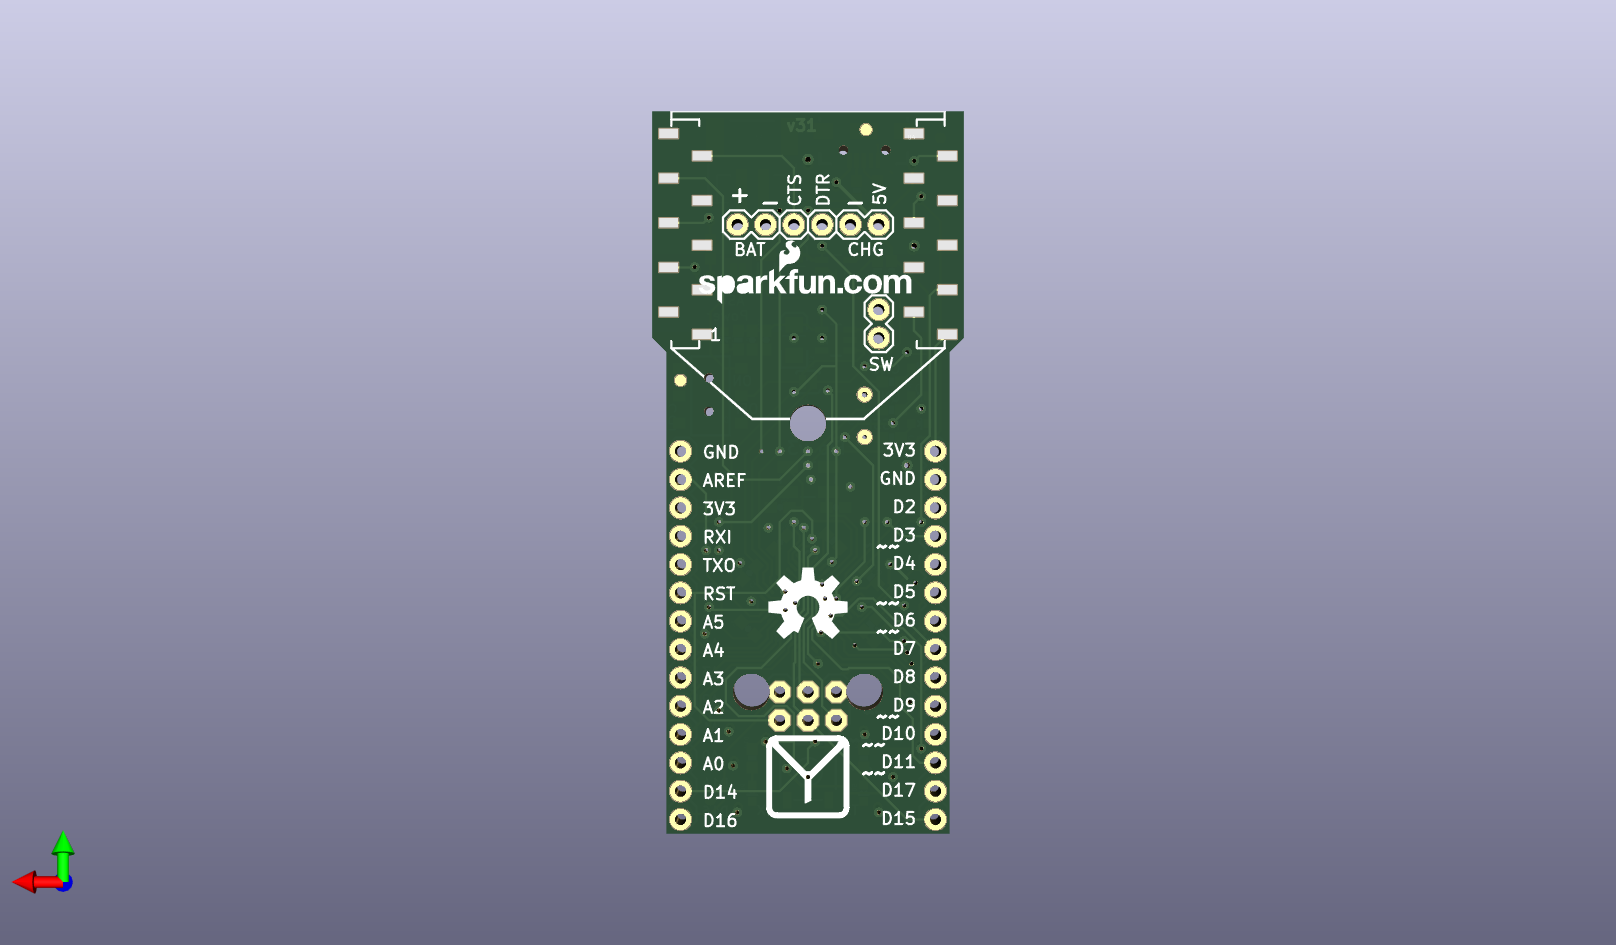 v31
+ – CTS DTR – 5V
BAT CHG
sparkfun.com
1
SW
GND 3V3
AREF GND
3V3 D2
RXI D3
TXO ~~D4
RST D5
A5 ~~D6
A4 ~~D7
A3 D8
A2 D9
A1 ~~D10
A0 ~~D11
D14 ~~D17
D16 D15